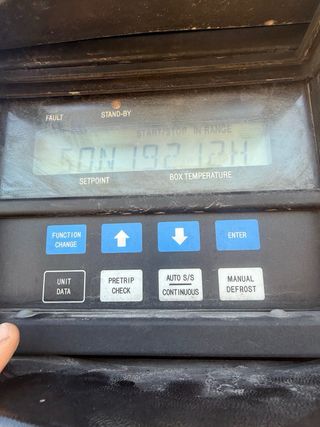 FAULT STAND-BY
START/STOP IN RANGE
SETPOINT BOX TEMPERATURE
FUNCTION CHANGE
ENTER
UNIT DATA
PRETRIP CHECK
AUTO S/S CONTINUOUS
MANUAL DEFROST